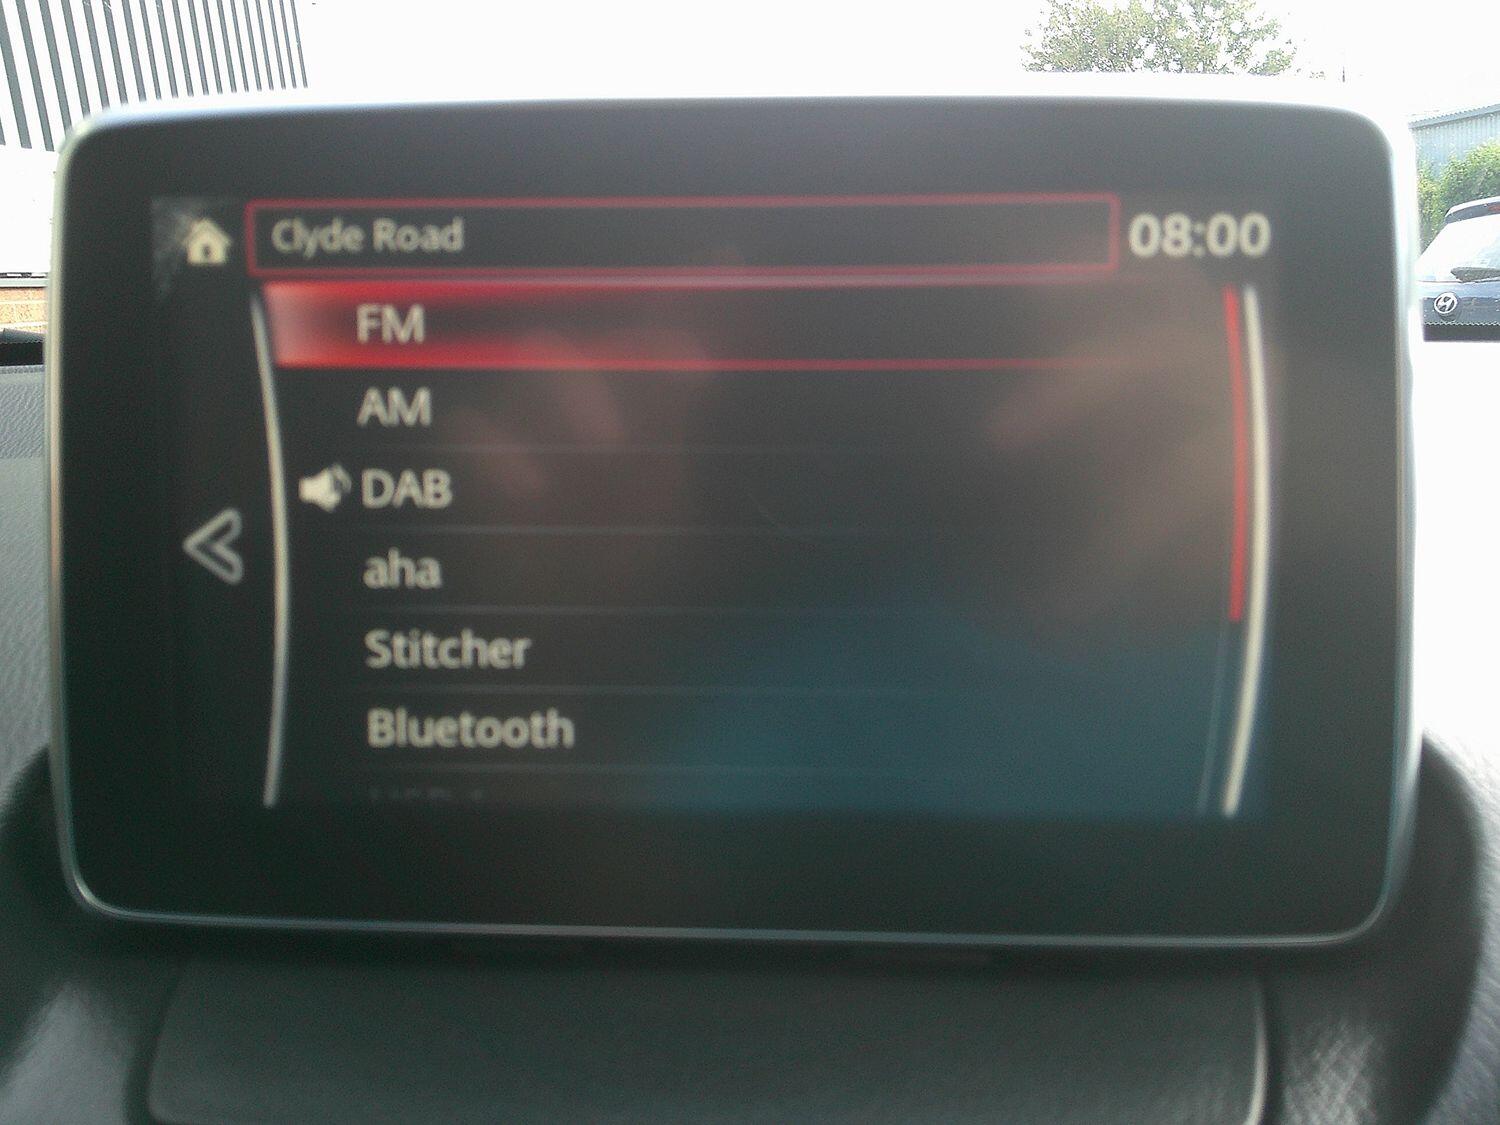 Clyde Road
08:00
FM
AM
DAB
aha
Stitcher
Bluetooth